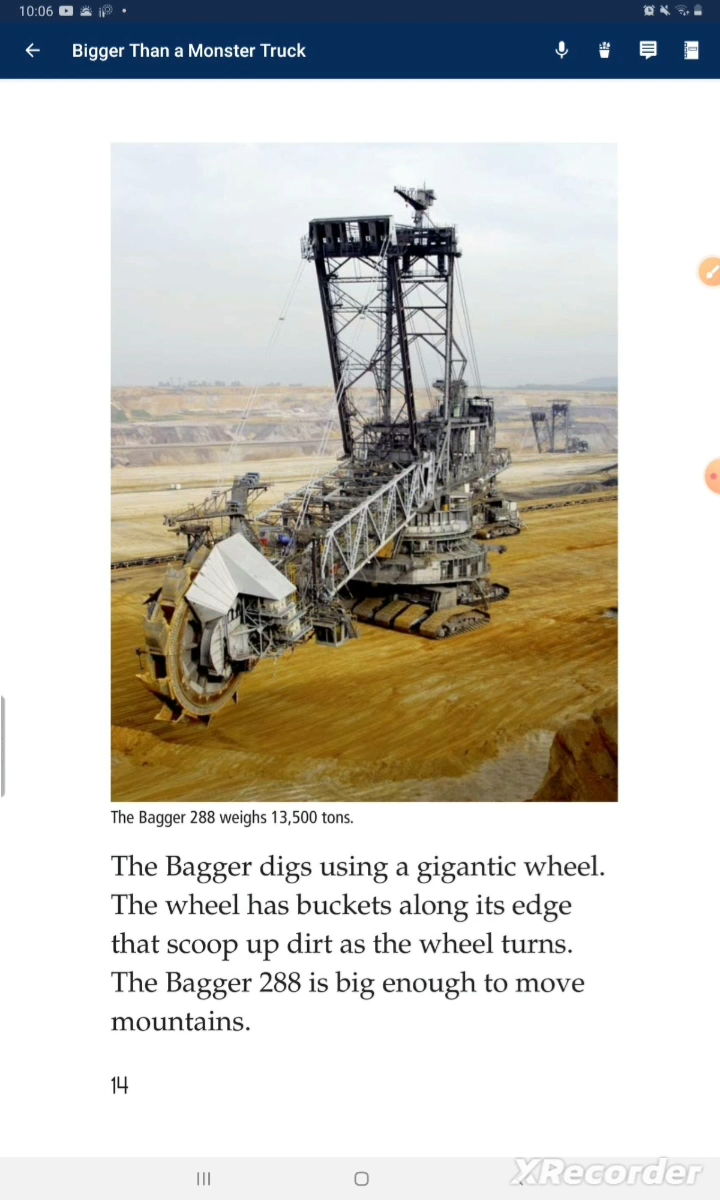 10:06
Bigger Than a Monster Truck
The Bagger 288 weighs 13,500 tons.
The Bagger digs using a gigantic wheel.
The wheel has buckets along its edge
that scoop up dirt as the wheel turns.
The Bagger 288 is big enough to move
mountains.
14
XRecorder